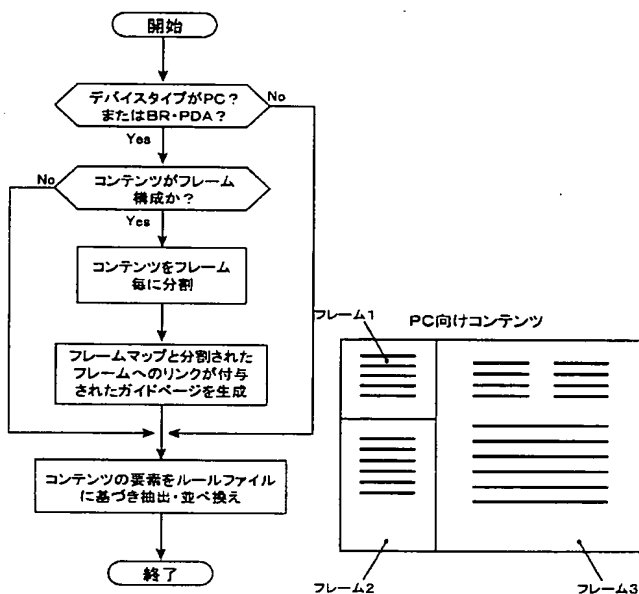 開始
デバイスタイプがPC?
またはBR・PDA?
No
Yes
No
コンテンツがフレーム
構成か?
Yes
コンテンツをフレーム
毎に分割
フレームマップと分割された
フレームへのリンクが付与
されたガイドページを生成
コンテンツの要素をルールファイル
に基づき抽出・並べ換え
終了
フレーム1
PC向けコンテンツ
フレーム2
フレーム3